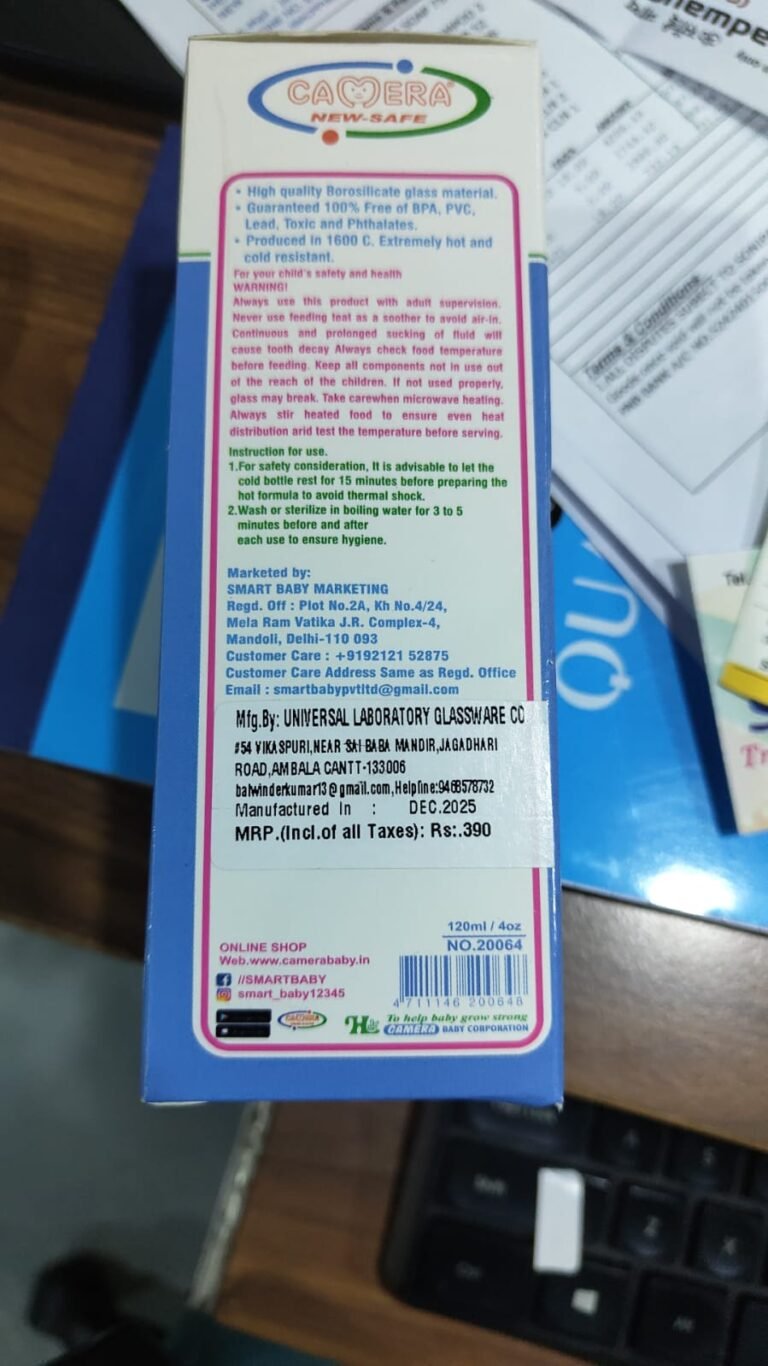 CAMERA
NEW-SAFE
• High quality Borosilicate glass material.
• Guaranteed 100% Free of BPA, PVC,
Lead, Toxic and Phthalates.
• Produced in 1600 C. Extremely hot and
cold resistant.
For your child's safety and health
WARNING!
Always use this product with adult supervision.
Never use feeding teat as a soother to avoid air-in.
Continuous and prolonged sucking of fluid will
cause tooth decay Always check food temperature
before feeding. Keep all components not in use out
of the reach of the children. If not used properly,
glass may break. Take carewhen microwave heating.
Always stir heated food to ensure even heat
distribution arid test the temperature before serving.
Instruction for use.
1.For safety consideration, It is advisable to let the
cold bottle rest for 15 minutes before preparing the
hot formula to avoid thermal shock.
2.Wash or sterilize in boiling water for 3 to 5
minutes before and after
each use to ensure hygiene.
Marketed by:
SMART BABY MARKETING
Regd. Off : Plot No.2A, Kh No.4/24,
Mela Ram Vatika J.R. Complex-4,
Mandoli, Delhi-110 093
Customer Care : +9192121 52875
Customer Care Address Same as Regd. Office
Email : smartbabypvtltd@gmail.com
Mfg.By: UNIVERSAL LABORATORY GLASSWARE CO
#54 VIKASPURI,NEAR SAI BABA MANDIR,JAGADHARI
ROAD,AMBALA CANTT-133006
balwinderkumar13@gmail.com,Helpline:9468578732
Manufactured In : DEC.2025
MRP.(Incl.of all Taxes): Rs:.390
120ml / 4oz
NO.20064
ONLINE SHOP
Web.www.camerababy.in
//SMARTBABY
smart_baby12345
4 711146 200648
To help baby grow strong
CAMERA BABY CORPORATION
Terms & Conditions
QU
Tel